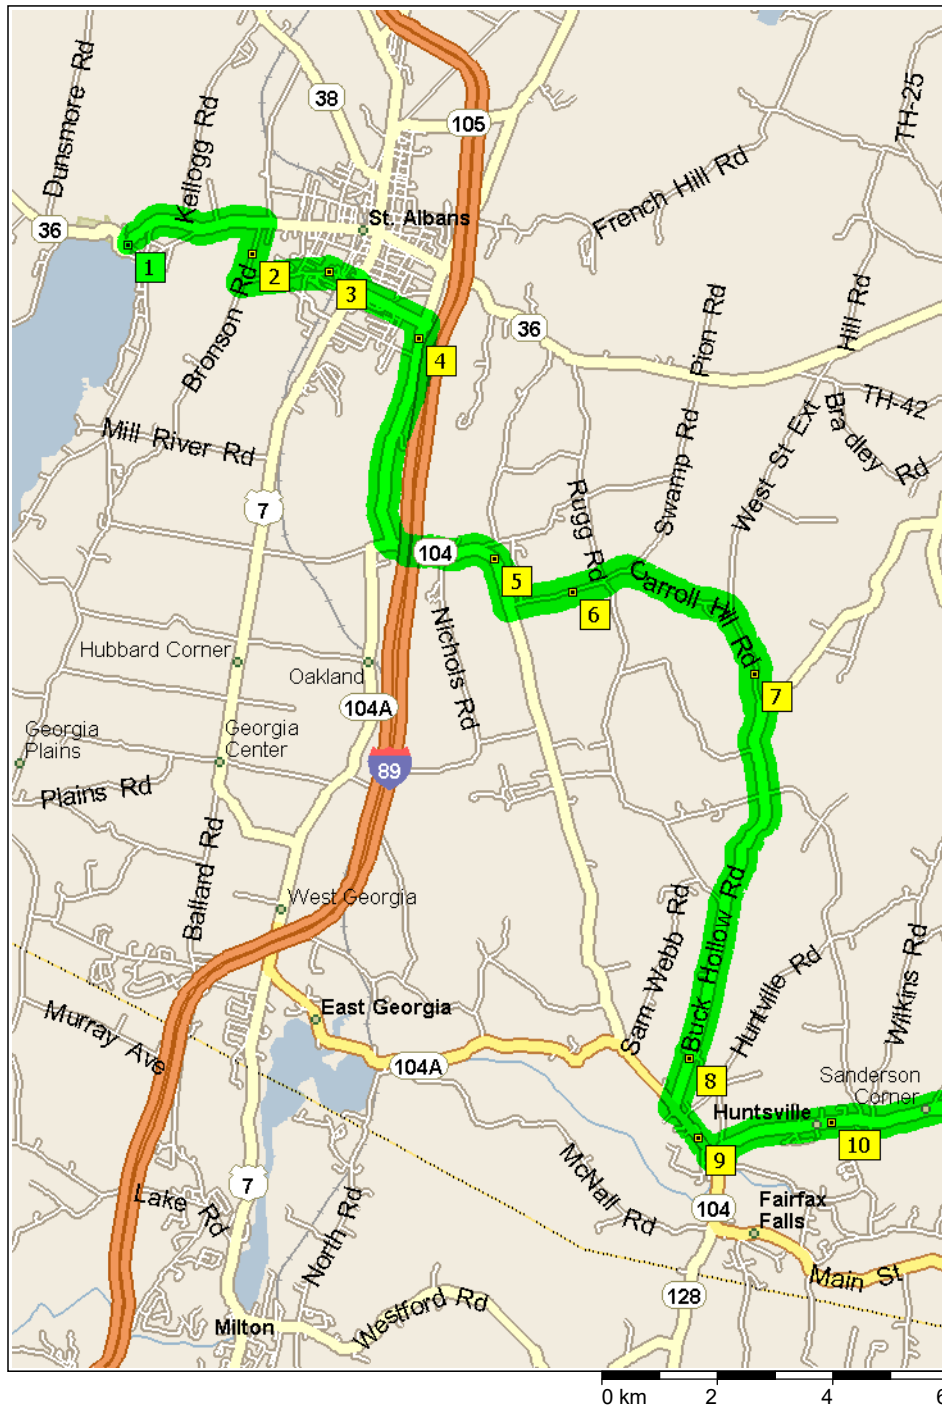 38
105
TH-25
Dunsmore Rd
Kellogg Rd
French Hill Rd
36
St. Albans
1
2
3
Bronson Rd
36
Pion Rd
Hill Rd
4
TH-42
Bradley Rd
Mill River Rd
Swamp Rd
West St Ext
7
Rugg Rd
104
5
6
Carroll Hill Rd
Nichols Rd
Hubbard Corner
Oakland
7
104A
Georgia
Plains
Georgia
Center
89
Plains Rd
Ballard Rd
West Georgia
Sam Webb Rd
Buck Hollow Rd
Huntville Rd
Wilkins Rd
East Georgia
Murray Ave
104A
8
Sanderson
Corner
Huntsville
9
10
McNall Rd
7
Lake Rd
North Rd
104
Fairfax
Falls
Main St
128
Westford Rd
Milton
0 km 2 4 6